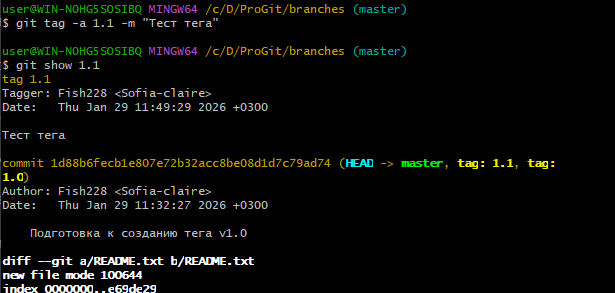 user@WIN-NOHG5SOSIBQ MINGW64 /c/D/ProGit/branches (master)
$ git tag -a 1.1 -m "Тест тега"
user@WIN-NOHG5SOSIBQ MINGW64 /c/D/ProGit/branches (master)
$ git show 1.1
tag 1.1
Tagger: Fish228 <Sofia-claire>
Date:   Thu Jan 29 11:49:29 2026 +0300
Тест тега
commit 1d88b6fecb1e807e72b32acc8be08d1d7c79ad74 (HEAD -> master, tag: 1.1, tag:
1.0)
Author: Fish228 <Sofia-claire>
Date:   Thu Jan 29 11:32:27 2026 +0300
Подготовка к созданию тега v1.0
diff --git a/README.txt b/README.txt
new file mode 100644
index 0000000..e69de29